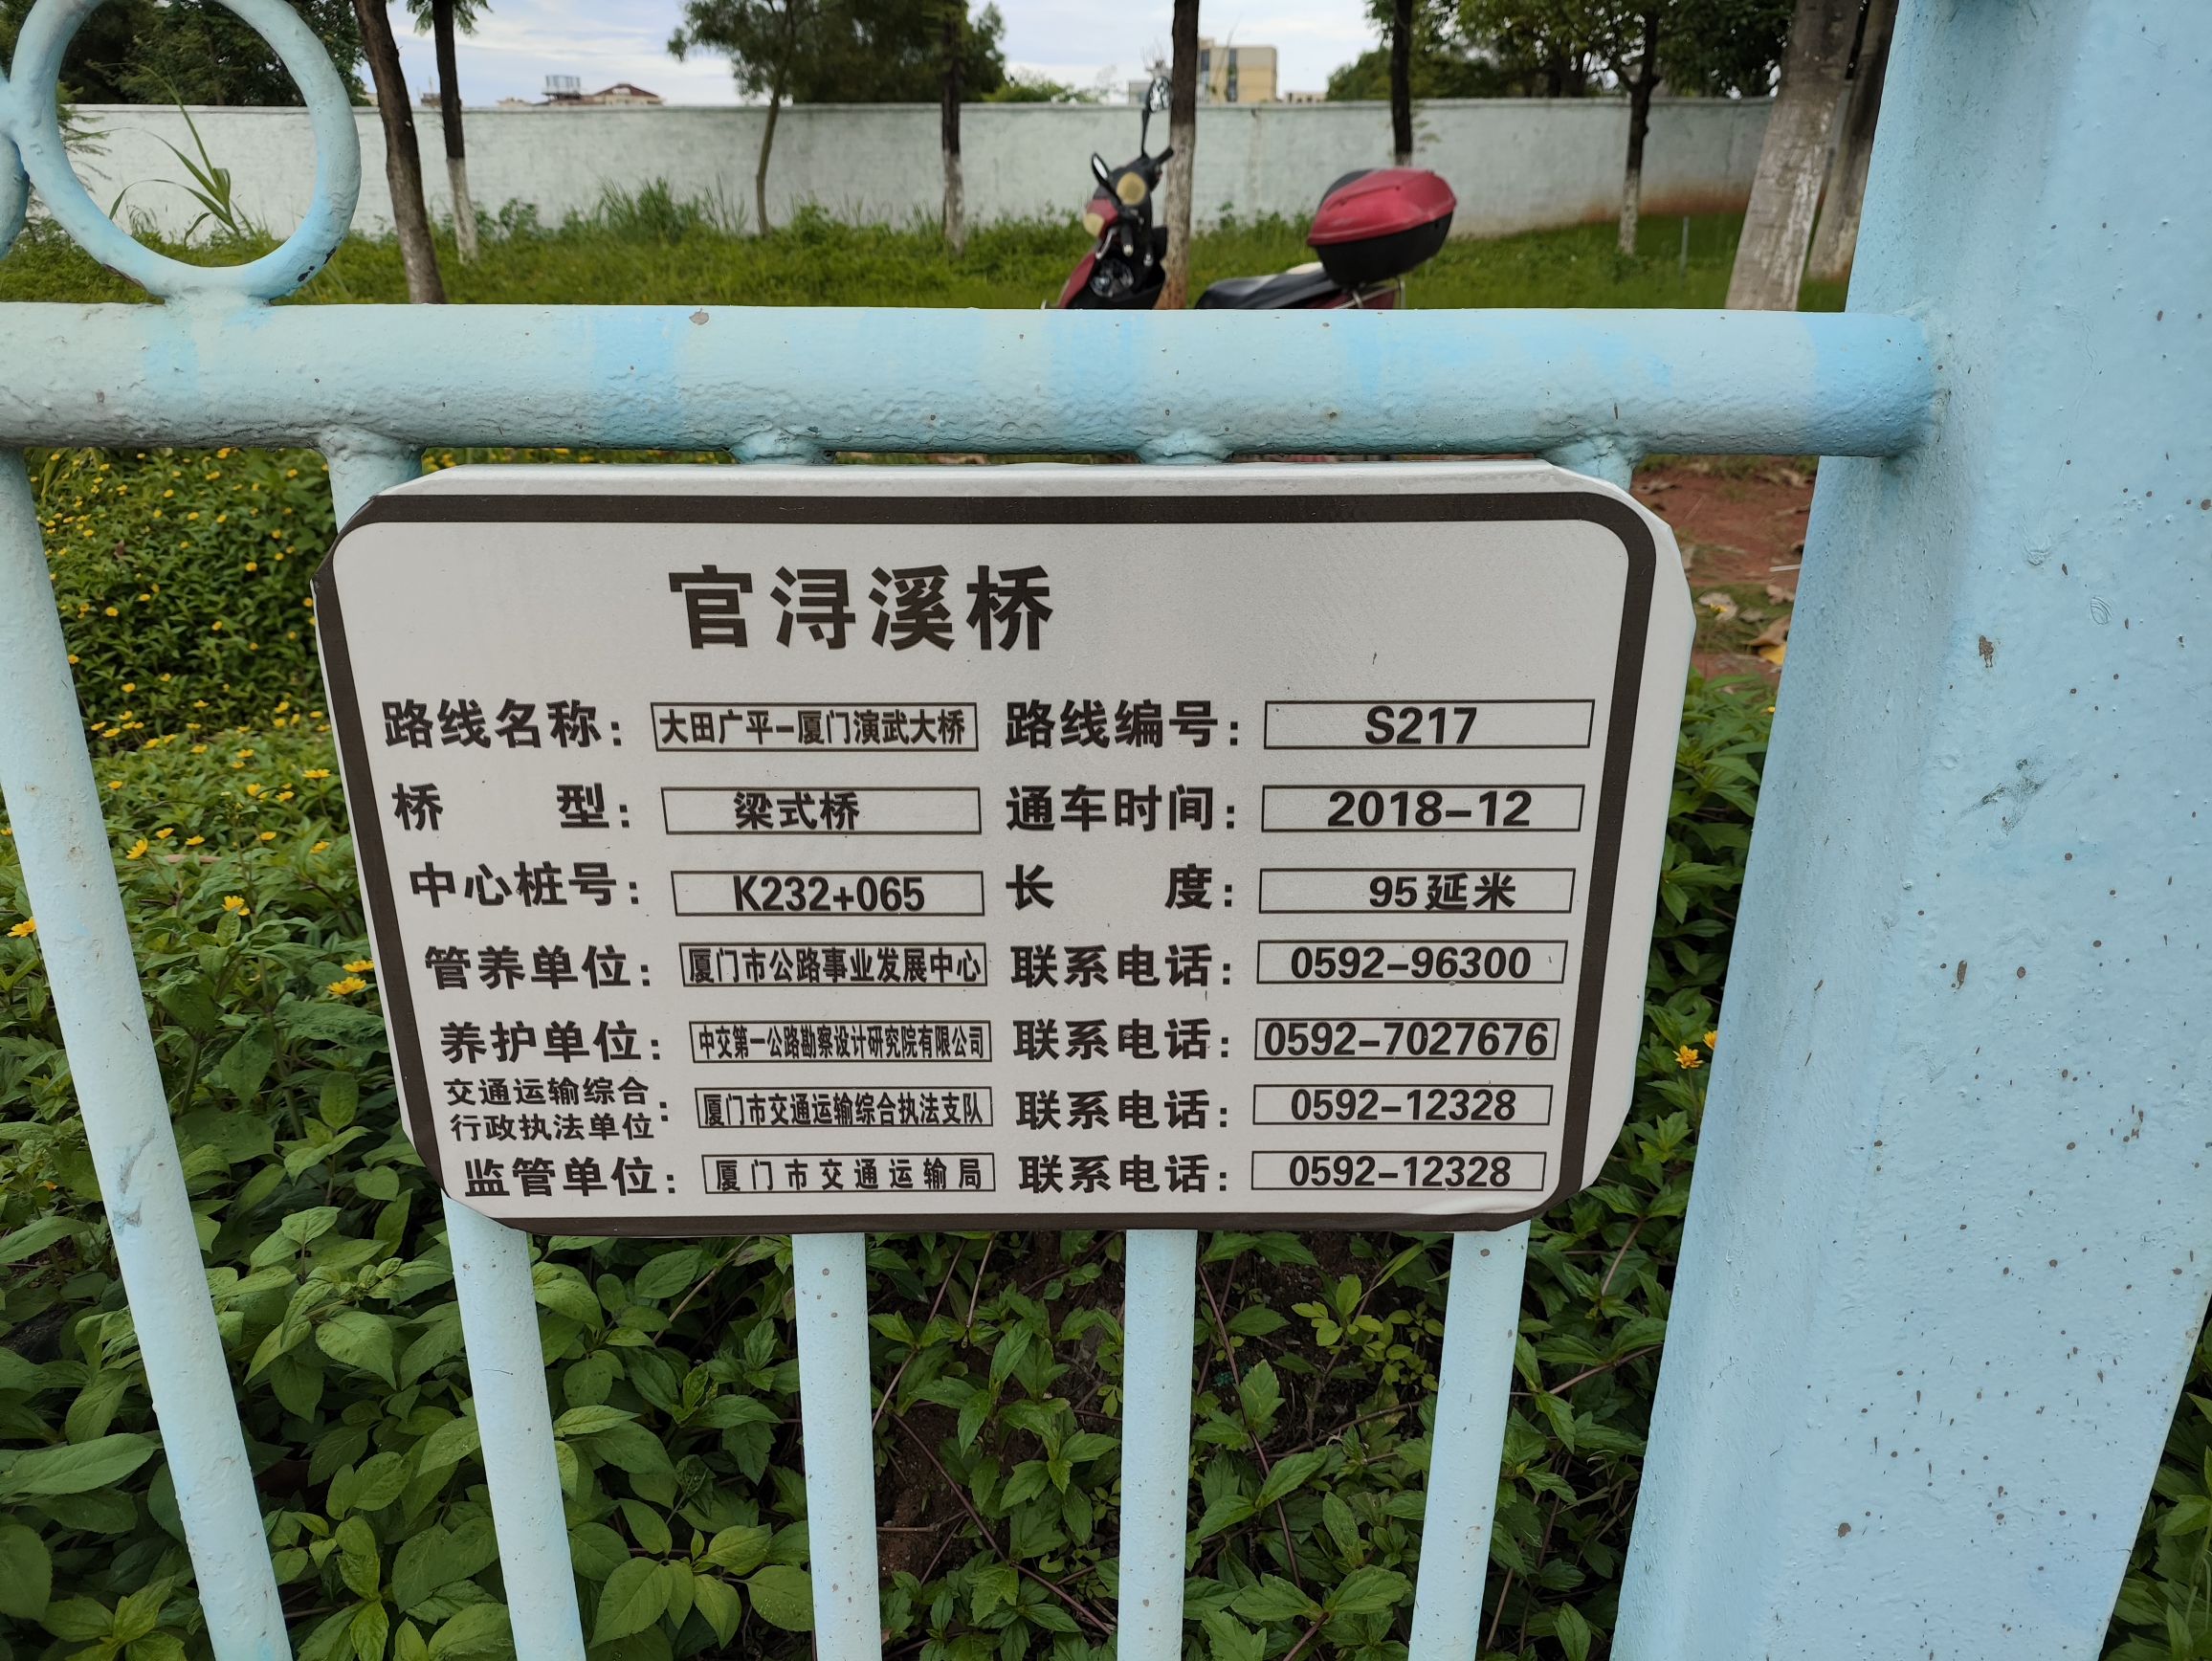 官浔溪桥
路线名称: 大田广平-厦门演武大桥 路线编号: S217
桥 型: 梁式桥 通车时间: 2018-12
中心桩号: K232+065 长 度: 95延米
管养单位: 厦门市公路事业发展中心 联系电话: 0592-96300
养护单位: 中交第一公路勘察设计研究院有限公司 联系电话: 0592-7027676
交通运输综合
行政执法单位: 厦门市交通运输综合执法支队 联系电话: 0592-12328
监管单位: 厦门市交通运输局 联系电话: 0592-12328